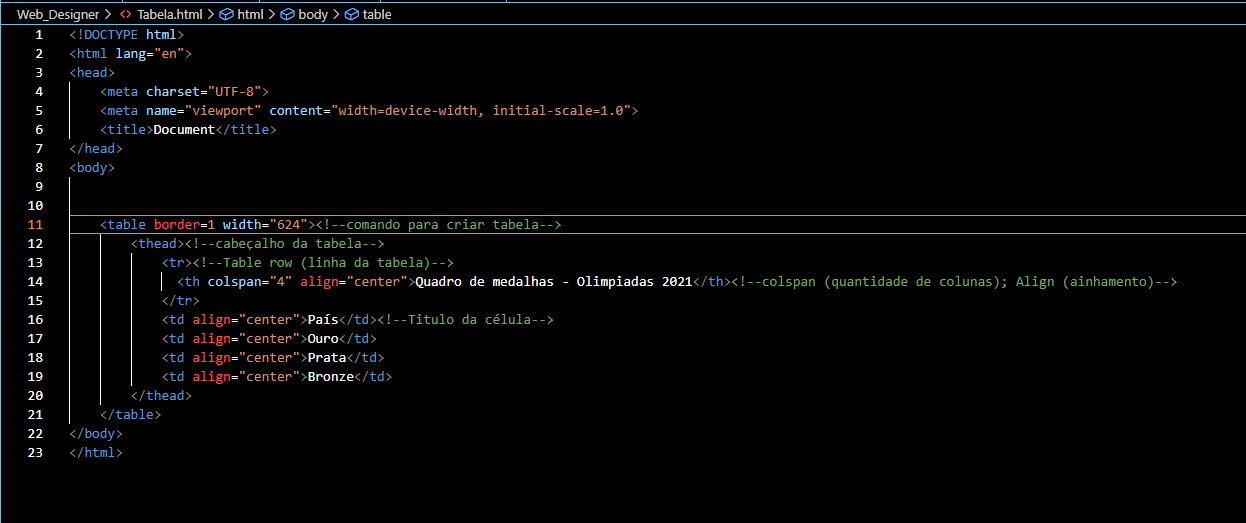 Web_Designer > Tabela.html > html > body > table
1 <!DOCTYPE html>
2 <html lang="en">
3 <head>
4 <meta charset="UTF-8">
5 <meta name="viewport" content="width=device-width, initial-scale=1.0">
6 <title>Document</title>
7 </head>
8 <body>
9
10
11 <table border=1 width="624"><!--comando para criar tabela-->
12 <thead><!--cabeçalho da tabela-->
13 <tr><!--Table row (linha da tabela)-->
14 <th colspan="4" align="center">Quadro de medalhas - Olimpiadas 2021</th><!--colspan (quantidade de colunas); Align (ainhamento)-->
15 </tr>
16 <td align="center">País</td><!--Titulo da célula-->
17 <td align="center">Ouro</td>
18 <td align="center">Prata</td>
19 <td align="center">Bronze</td>
20 </thead>
21 </table>
22 </body>
23 </html>